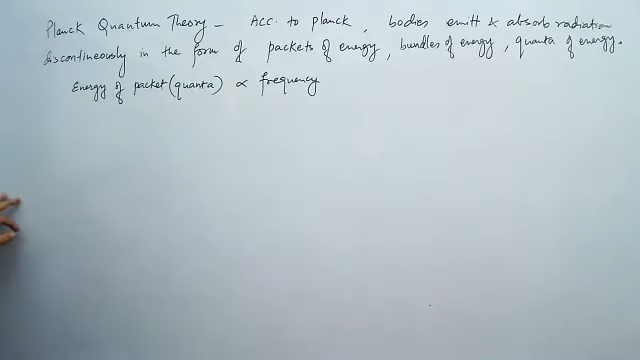 Planck Quantum Theory - Acc. to planck, bodies emitt & absorb radiation
discontineously in the form of packets of energy, bundles of energy, quanta of energy.
Energy of packet (quanta) ∝ frequency